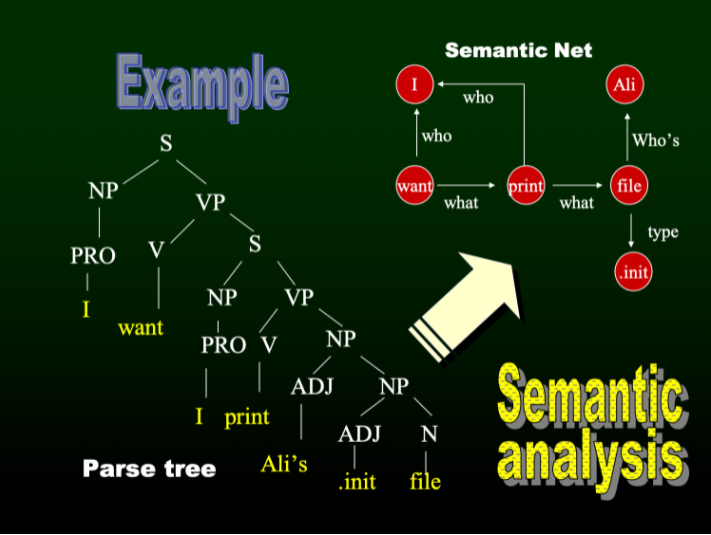 Semantic Net
Example
I
Ali
who
who
Who's
S
NP
VP
want
print
file
what
what
PRO
V
S
type
.init
I
want
NP
VP
PRO
V
NP
ADJ
NP
I
print
ADJ
N
Ali's
.init
file
Parse tree
Semantic
analysis